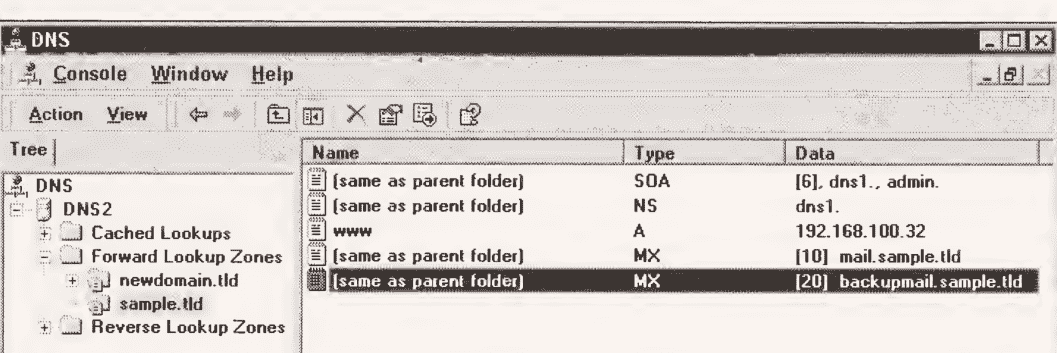 DNS
Console Window Help
Action View
Tree
DNS
DNS2
Cached Lookups
Forward Lookup Zones
newdomain.tld
sample.tld
Reverse Lookup Zones
Name Type Data
(same as parent folder) SOA [6], dns1., admin.
(same as parent folder) NS dns1.
www A 192.168.100.32
(same as parent folder) MX [10] mail.sample.tld
(same as parent folder) MX [20] backupmail.sample.tld